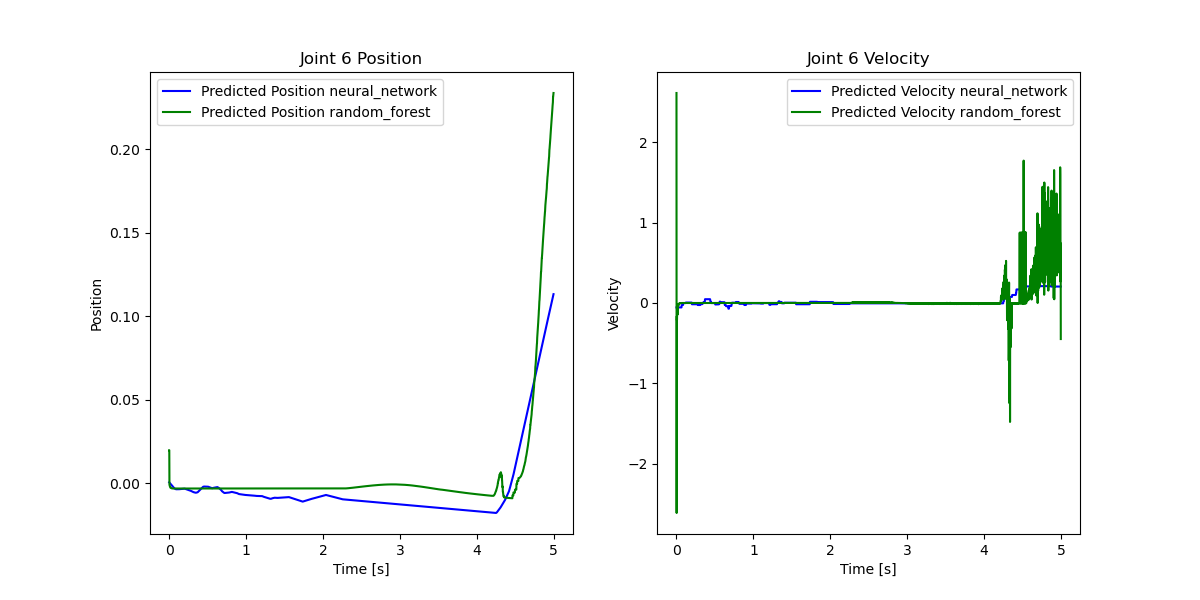 Joint 6 Position
Predicted Position neural_network
Predicted Position random_forest
0.20
0.15
0.10
0.05
0.00
Position
0 1 2 3 4 5
Time [s]
Joint 6 Velocity
Predicted Velocity neural_network
Predicted Velocity random_forest
2
1
0
−1
−2
Velocity
0 1 2 3 4 5
Time [s]